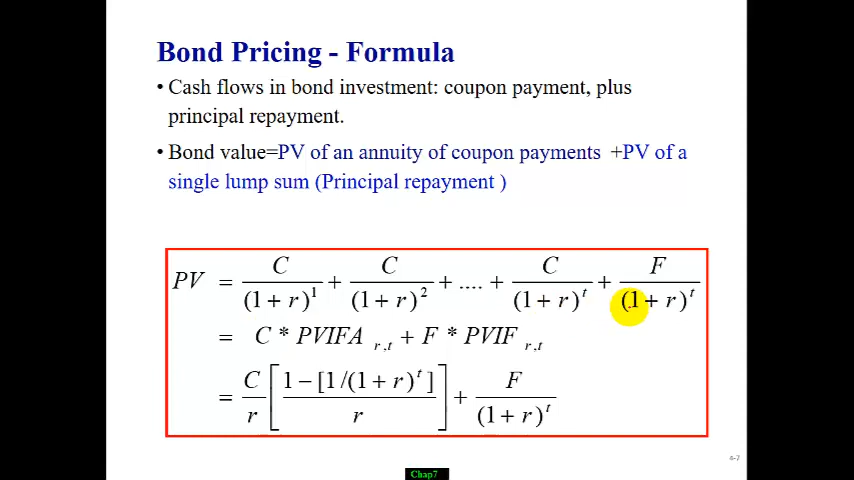 Bond Pricing - Formula
• Cash flows in bond investment: coupon payment, plus
principal repayment.
• Bond value=PV of an annuity of coupon payments +PV of a
single lump sum (Principal repayment )
PV = C/(1 + r)^1 + C/(1 + r)^2 + .... + C/(1 + r)^t + F/(1 + r)^t
= C * PVIFA r,t + F * PVIF r,t
= C/r [ 1 − [1/(1 + r)^t ] / r ] + F/(1 + r)^t
4-7
Chap7